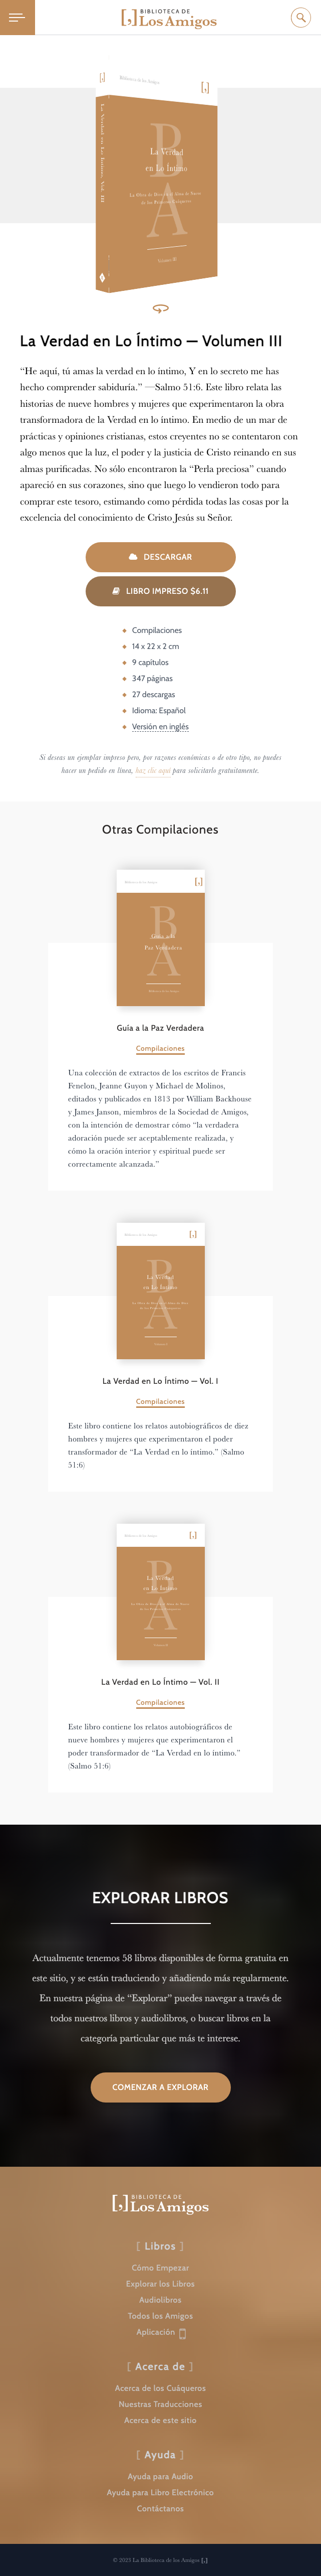 BIBLIOTECA DE
[,] Los Amigos
Biblioteca de los Amigos
[,]
[,]
La Verdad en Lo Íntimo, Vol. III
BA
La Verdad
en Lo Íntimo
Volumen III
La Verdad en Lo Íntimo — Volumen III
“He aquí, tú amas la verdad en lo íntimo, Y en lo secreto me has
hecho comprender sabiduría.” —Salmo 51:6. Este libro relata las
historias de nueve hombres y mujeres que experimentaron la obra
transformadora de la Verdad en lo íntimo. En medio de un mar de
prácticas y opiniones cristianas, estos creyentes no se contentaron con
algo menos que la luz, el poder y la justicia de Cristo reinando en sus
almas purificadas. No sólo encontraron la “Perla preciosa” cuando
apareció en sus corazones, sino que luego lo vendieron todo para
comprar este tesoro, estimando como pérdida todas las cosas por la
excelencia del conocimiento de Cristo Jesús su Señor.
DESCARGAR
LIBRO IMPRESO $6.11
Compilaciones
14 x 22 x 2 cm
9 capítulos
347 páginas
27 descargas
Idioma: Español
Versión en inglés
Si deseas un ejemplar impreso pero, por razones económicas o de otro tipo, no puedes
hacer un pedido en línea, haz clic aquí para solicitarlo gratuitamente.
Otras Compilaciones
Biblioteca de los Amigos
[,]
BA
Guía a la
Paz Verdadera
Guía a la Paz Verdadera
Compilaciones
Una colección de extractos de los escritos de Francis
Fenelon, Jeanne Guyon y Michael de Molinos,
editados y publicados en 1813 por William Backhouse
y James Janson, miembros de la Sociedad de Amigos,
con la intención de demostrar cómo “la verdadera
adoración puede ser aceptablemente realizada, y
cómo la oración interior y espiritual puede ser
correctamente alcanzada.”
Biblioteca de los Amigos
[,]
BA
La Verdad
en Lo Íntimo
La Verdad en Lo Íntimo — Vol. I
Compilaciones
Este libro contiene los relatos autobiográficos de diez
hombres y mujeres que experimentaron el poder
transformador de “La Verdad en lo íntimo.” (Salmo
51:6)
Biblioteca de los Amigos
[,]
BA
La Verdad
en Lo Íntimo
La Verdad en Lo Íntimo — Vol. II
Compilaciones
Este libro contiene los relatos autobiográficos de
nueve hombres y mujeres que experimentaron el
poder transformador de “La Verdad en lo íntimo.”
(Salmo 51:6)
EXPLORAR LIBROS
Actualmente tenemos 58 libros disponibles de forma gratuita en
este sitio, y se están traduciendo y añadiendo más regularmente.
En nuestra página de “Explorar” puedes navegar a través de
todos nuestros libros y audiolibros, o buscar libros en la
categoría particular que más te interese.
COMENZAR A EXPLORAR
BIBLIOTECA DE
[,] Los Amigos
[ Libros ]
Cómo Empezar
Explorar los Libros
Audiolibros
Todos los Amigos
Aplicación
[ Acerca de ]
Acerca de los Cuáqueros
Nuestras Traducciones
Acerca de este sitio
[ Ayuda ]
Ayuda para Audio
Ayuda para Libro Electrónico
Contáctanos
© 2025 La Biblioteca de los Amigos [,]